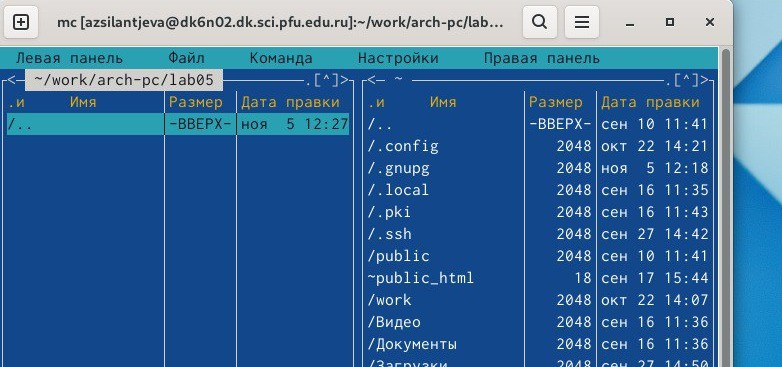 mc [azsilantjeva@dk6n02.dk.sci.pfu.edu.ru]:~/work/arch-pc/lab...
Левая панель Файл Команда Настройки Правая панель
<— ~/work/arch-pc/lab05 .[^]> <— ~ .[^]>
.и Имя Размер Дата правки .и Имя Размер Дата правки
/.. -ВВЕРХ- ноя 5 12:27 /.. -ВВЕРХ- сен 10 11:41
/.config 2048 окт 22 14:21
/.gnupg 2048 ноя 5 12:18
/.local 2048 сен 16 11:35
/.pki 2048 сен 16 11:43
/.ssh 2048 сен 27 14:42
/public 2048 сен 10 11:41
~public_html 18 сен 17 15:44
/work 2048 окт 22 14:07
/Видео 2048 сен 16 11:36
/Документы 2048 сен 16 11:36
/Загрузки 2048 сен 27 14:50